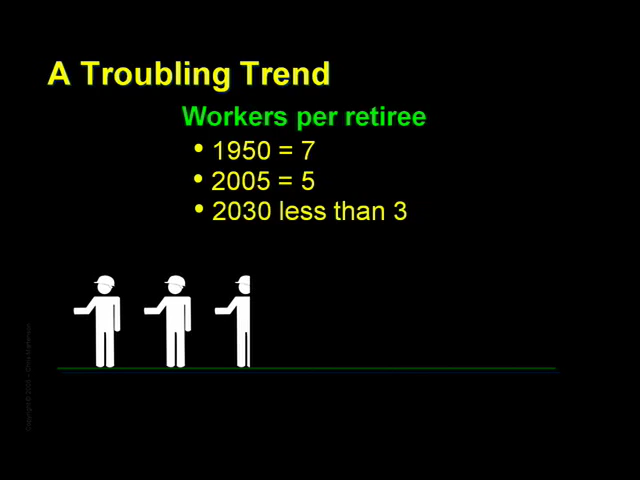 A Troubling Trend
Workers per retiree
• 1950 = 7
• 2005 = 5
• 2030 less than 3